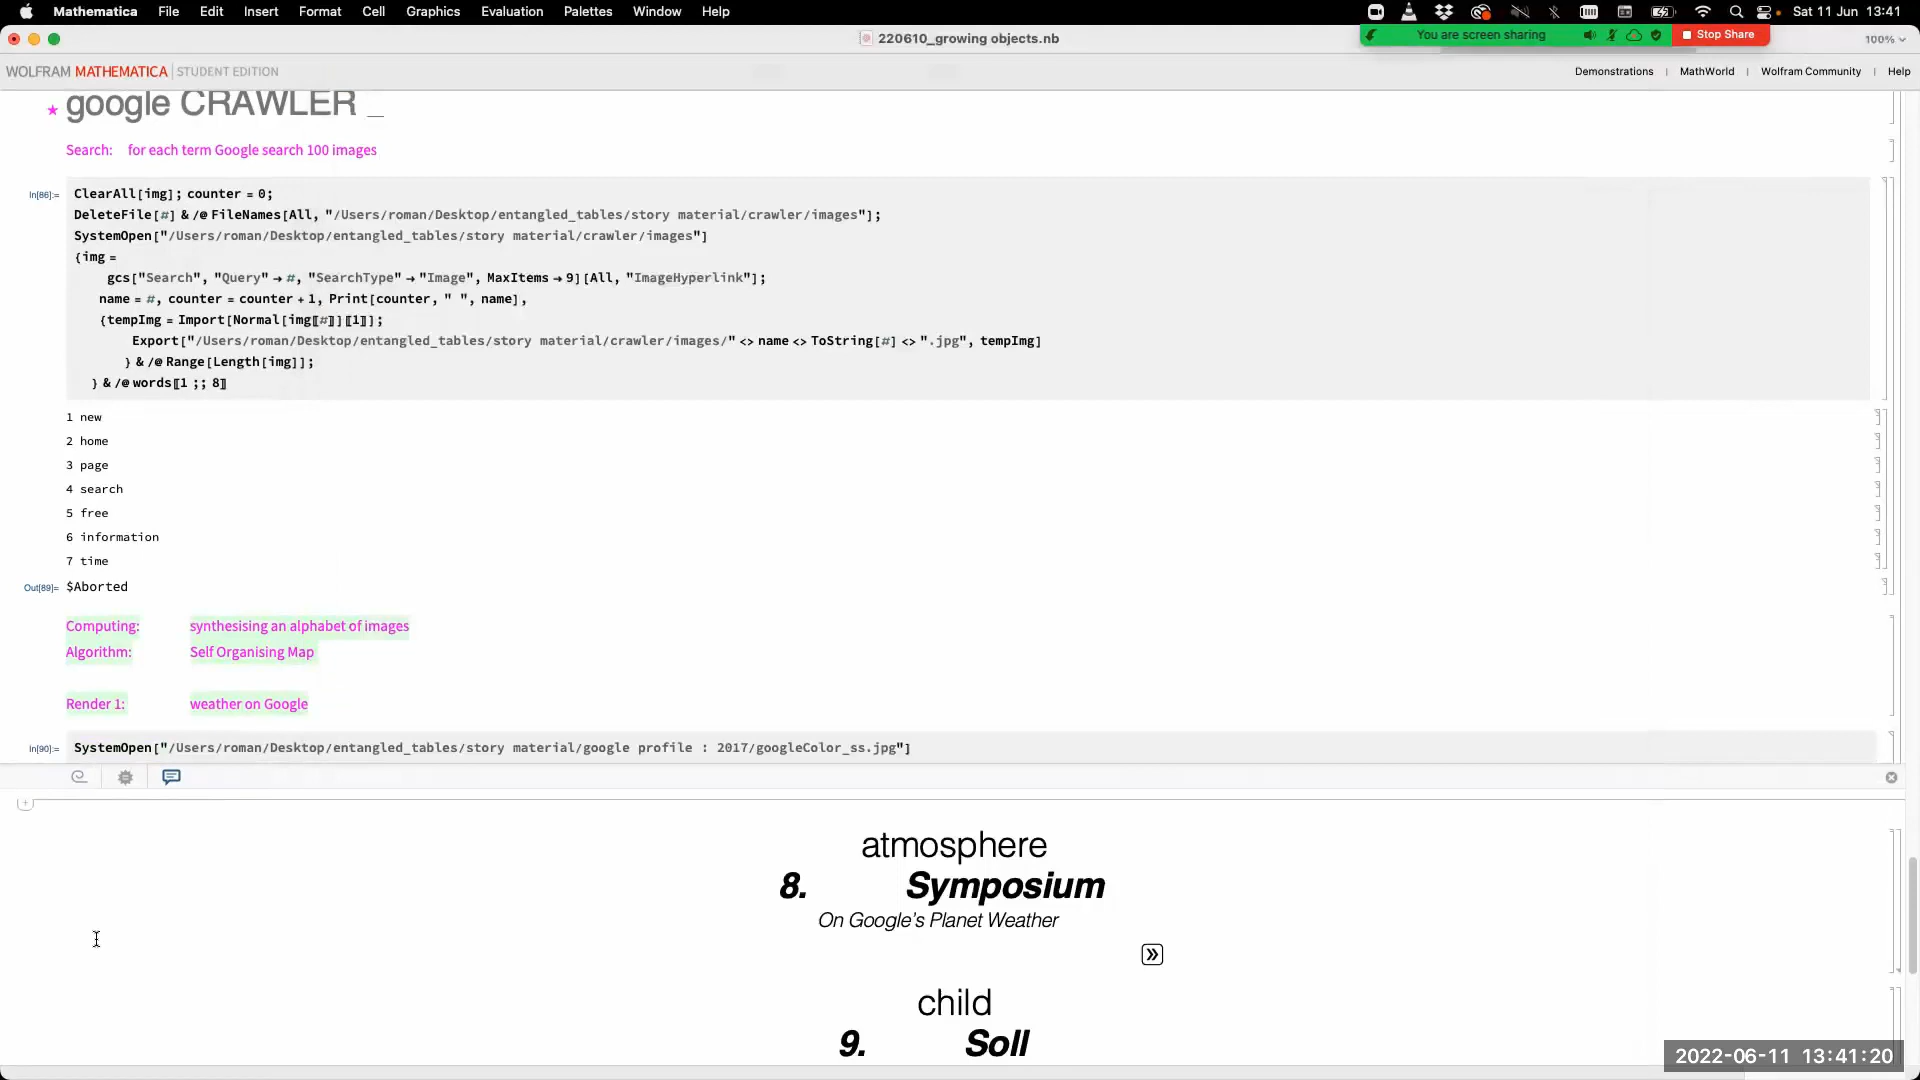 Mathematica File Edit Insert Format Cell Graphics Evaluation Palettes Window Help Sat 11 Jun 13:41
220610_growing objects.nb
You are screen sharing Stop Share
100%
WOLFRAM MATHEMATICA | STUDENT EDITION
Demonstrations | MathWorld | Wolfram Community | Help
google CRAWLER _
Search: for each term Google search 100 images
In[86]:= ClearAll[img]; counter = 0;
DeleteFile[#] & /@ FileNames[All, "/Users/roman/Desktop/entangled_tables/story material/crawler/images"];
SystemOpen["/Users/roman/Desktop/entangled_tables/story material/crawler/images"]
{img =
gcs["Search", "Query" → #, "SearchType" → "Image", MaxItems → 9][All, "ImageHyperlink"];
name = #, counter = counter + 1, Print[counter, " ", name],
{tempImg = Import[Normal[img〚#〛]〚1〛];
Export["/Users/roman/Desktop/entangled_tables/story material/crawler/images/" <> name <> ToString[#] <> ".jpg", tempImg]
} & /@ Range[Length[img]];
} & /@ words〚1 ;; 8〛
1 new
2 home
3 page
4 search
5 free
6 information
7 time
Out[89]= $Aborted
Computing: synthesising an alphabet of images
Algorithm: Self Organising Map
Render 1: weather on Google
In[90]:= SystemOpen["/Users/roman/Desktop/entangled_tables/story material/google profile : 2017/googleColor_ss.jpg"]
atmosphere
8. Symposium
On Google's Planet Weather
»
child
9. Soll
2022-06-11 13:41:20